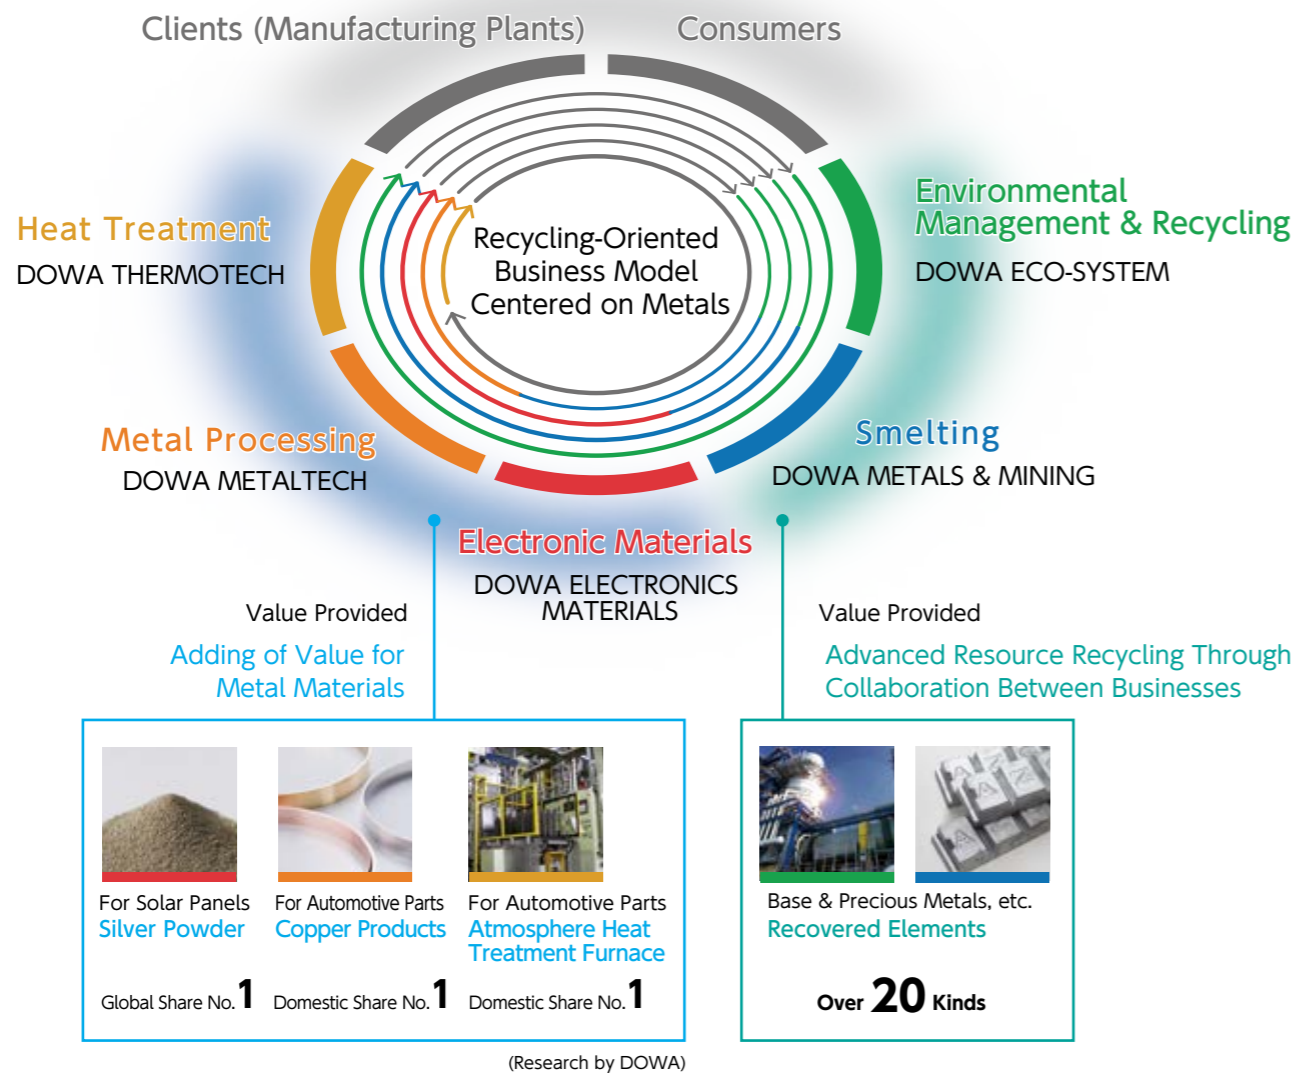 Clients (Manufacturing Plants)
Consumers
Recycling-Oriented
Business Model
Centered on Metals
Environmental
Management & Recycling
DOWA ECO-SYSTEM
Heat Treatment
DOWA THERMOTECH
Smelting
DOWA METALS & MINING
Metal Processing
DOWA METALTECH
Electronic Materials
DOWA ELECTRONICS
MATERIALS
Value Provided
Adding of Value for
Metal Materials
For Solar Panels
Silver Powder
Global Share No.1
For Automotive Parts
Copper Products
Domestic Share No.1
For Automotive Parts
Atmosphere Heat
Treatment Furnace
Domestic Share No.1
(Research by DOWA)
Value Provided
Advanced Resource Recycling Through
Collaboration Between Businesses
Base & Precious Metals, etc.
Recovered Elements
Over 20 Kinds